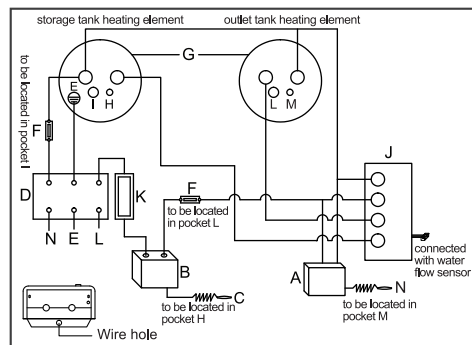 storage tank heating element
outlet tank heating element
to be located in pocket I
G
E
I H
L M
F
D
K
F
to be located
in pocket L
J
N E L
B
C
to be located in
pocket H
A
N
to be located in
pocket M
connected
with water
flow sensor
Wire hole